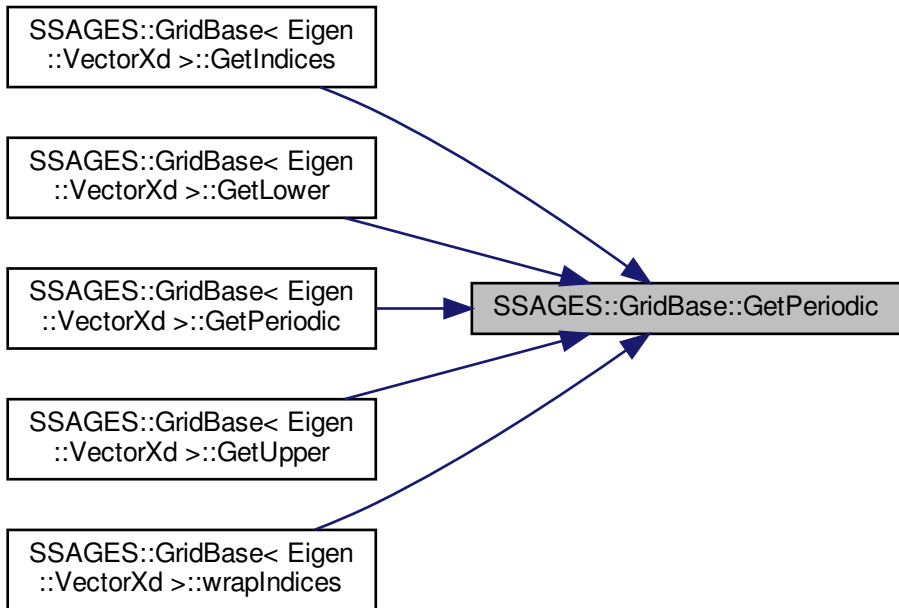 SSAGES::GridBase< Eigen
::VectorXd >::GetIndices
SSAGES::GridBase< Eigen
::VectorXd >::GetLower
SSAGES::GridBase< Eigen
::VectorXd >::GetPeriodic
SSAGES::GridBase::GetPeriodic
SSAGES::GridBase< Eigen
::VectorXd >::GetUpper
SSAGES::GridBase< Eigen
::VectorXd >::wrapIndices